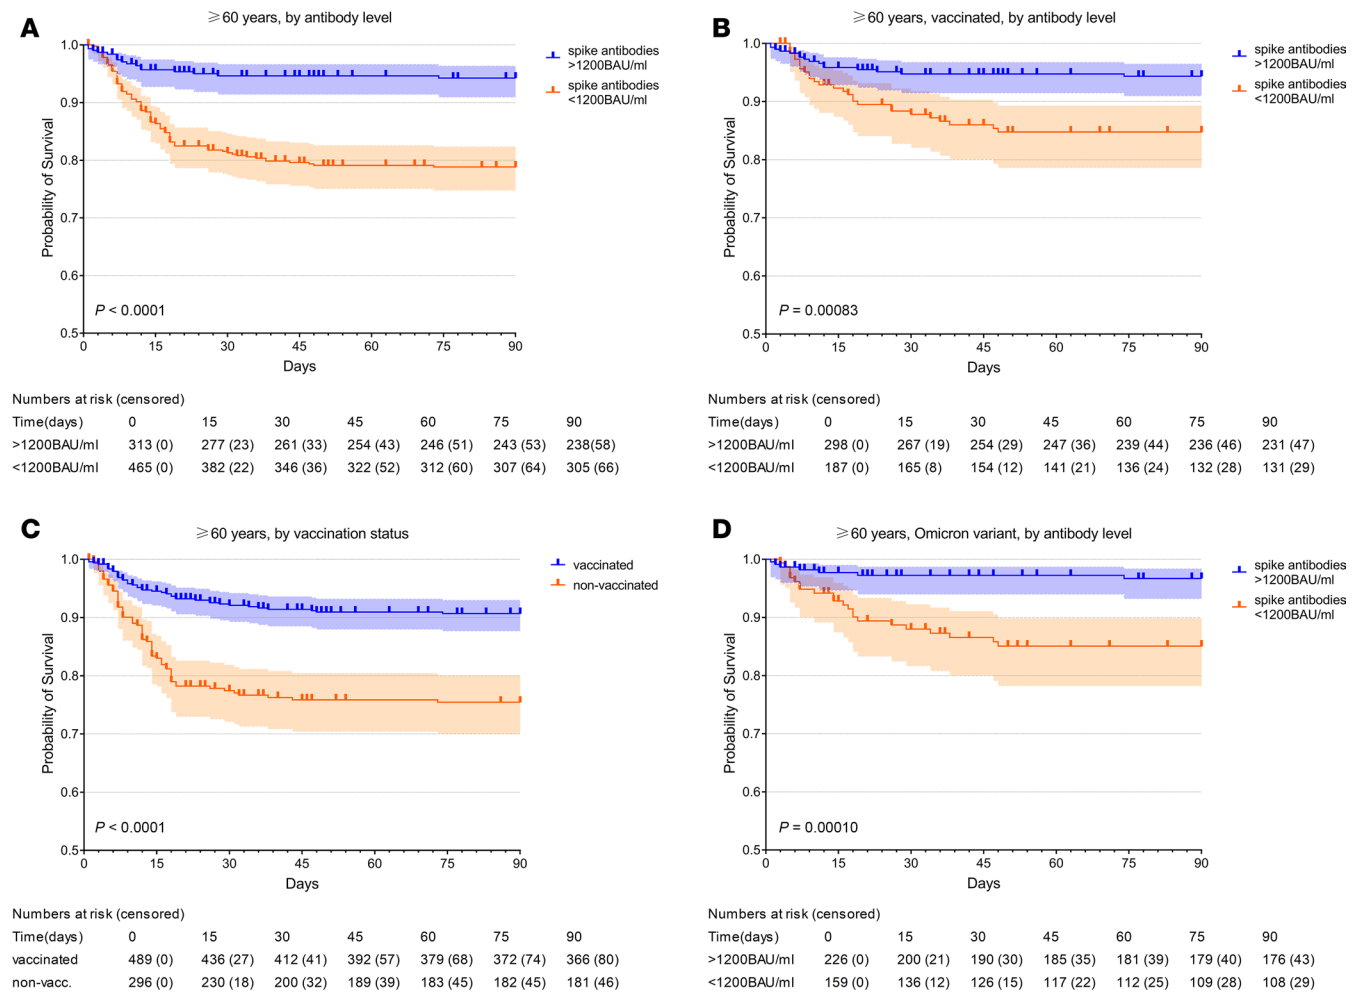 A
⩾60 years, by antibody level
Probability of Survival
1.0
0.9
0.8
0.7
0.6
0.5
P < 0.0001
0 15 30 45 60 75 90
Days
spike antibodies
>1200BAU/ml
spike antibodies
<1200BAU/ml
Numbers at risk (censored)
Time(days) 0 15 30 45 60 75 90
>1200BAU/ml 313 (0) 277 (23) 261 (33) 254 (43) 246 (51) 243 (53) 238(58)
<1200BAU/ml 465 (0) 382 (22) 346 (36) 322 (52) 312 (60) 307 (64) 305 (66)
B
⩾60 years, vaccinated, by antibody level
Probability of Survival
1.0
0.9
0.8
0.7
0.6
0.5
P = 0.00083
0 15 30 45 60 75 90
Days
spike antibodies
>1200BAU/ml
spike antibodies
<1200BAU/ml
Numbers at risk (censored)
Time(days) 0 15 30 45 60 75 90
>1200BAU/ml 298 (0) 267 (19) 254 (29) 247 (36) 239 (44) 236 (46) 231 (47)
<1200BAU/ml 187 (0) 165 (8) 154 (12) 141 (21) 136 (24) 132 (28) 131 (29)
C
⩾60 years, by vaccination status
Probability of Survival
1.0
0.9
0.8
0.7
0.6
0.5
P < 0.0001
0 15 30 45 60 75 90
Days
vaccinated
non-vaccinated
Numbers at risk (censored)
Time(days) 0 15 30 45 60 75 90
vaccinated 489 (0) 436 (27) 412 (41) 392 (57) 379 (68) 372 (74) 366 (80)
non-vacc. 296 (0) 230 (18) 200 (32) 189 (39) 183 (45) 182 (45) 181 (46)
D
⩾60 years, Omicron variant, by antibody level
Probability of Survival
1.0
0.9
0.8
0.7
0.6
0.5
P = 0.00010
0 15 30 45 60 75 90
Days
spike antibodies
>1200BAU/ml
spike antibodies
<1200BAU/ml
Numbers at risk (censored)
Time(days) 0 15 30 45 60 75 90
>1200BAU/ml 226 (0) 200 (21) 190 (30) 185 (35) 181 (39) 179 (40) 176 (43)
<1200BAU/ml 159 (0) 136 (12) 126 (15) 117 (22) 112 (25) 109 (28) 108 (29)